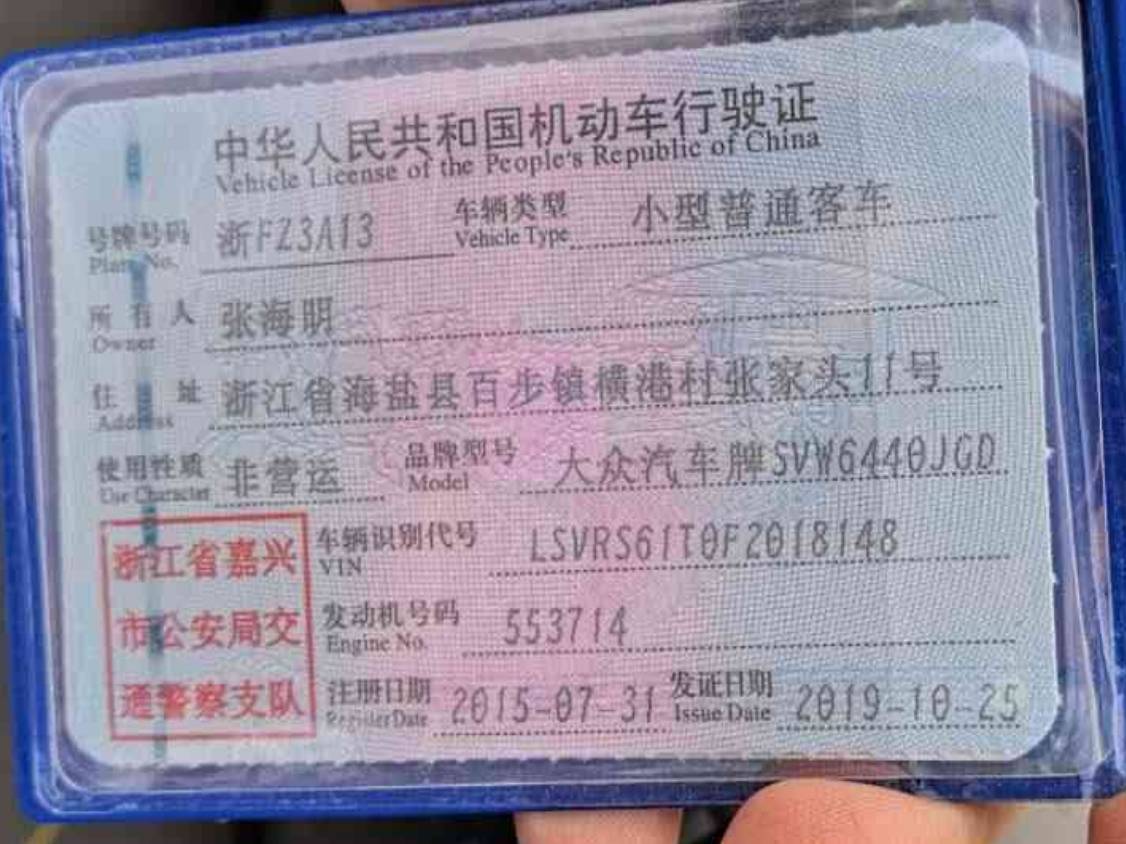 中华人民共和国机动车行驶证
Vehicle License of the People's Republic of China
号牌号码 浙FZ3A13 车辆类型 小型普通客车
Plate No. Vehicle Type
所有人 张海明
Owner
住址 浙江省海盐县百步镇横港村张家头11号
Address
使用性质 非营运 品牌型号 大众汽车牌SVW6440JGD
Use Character Model
浙江省嘉兴 车辆识别代号 LSVRS61T0F2018148
VIN
市公安局交 发动机号码 553714
Engine No.
通警察支队 注册日期 2015-07-31 发证日期 2019-10-25
Register Date Issue Date